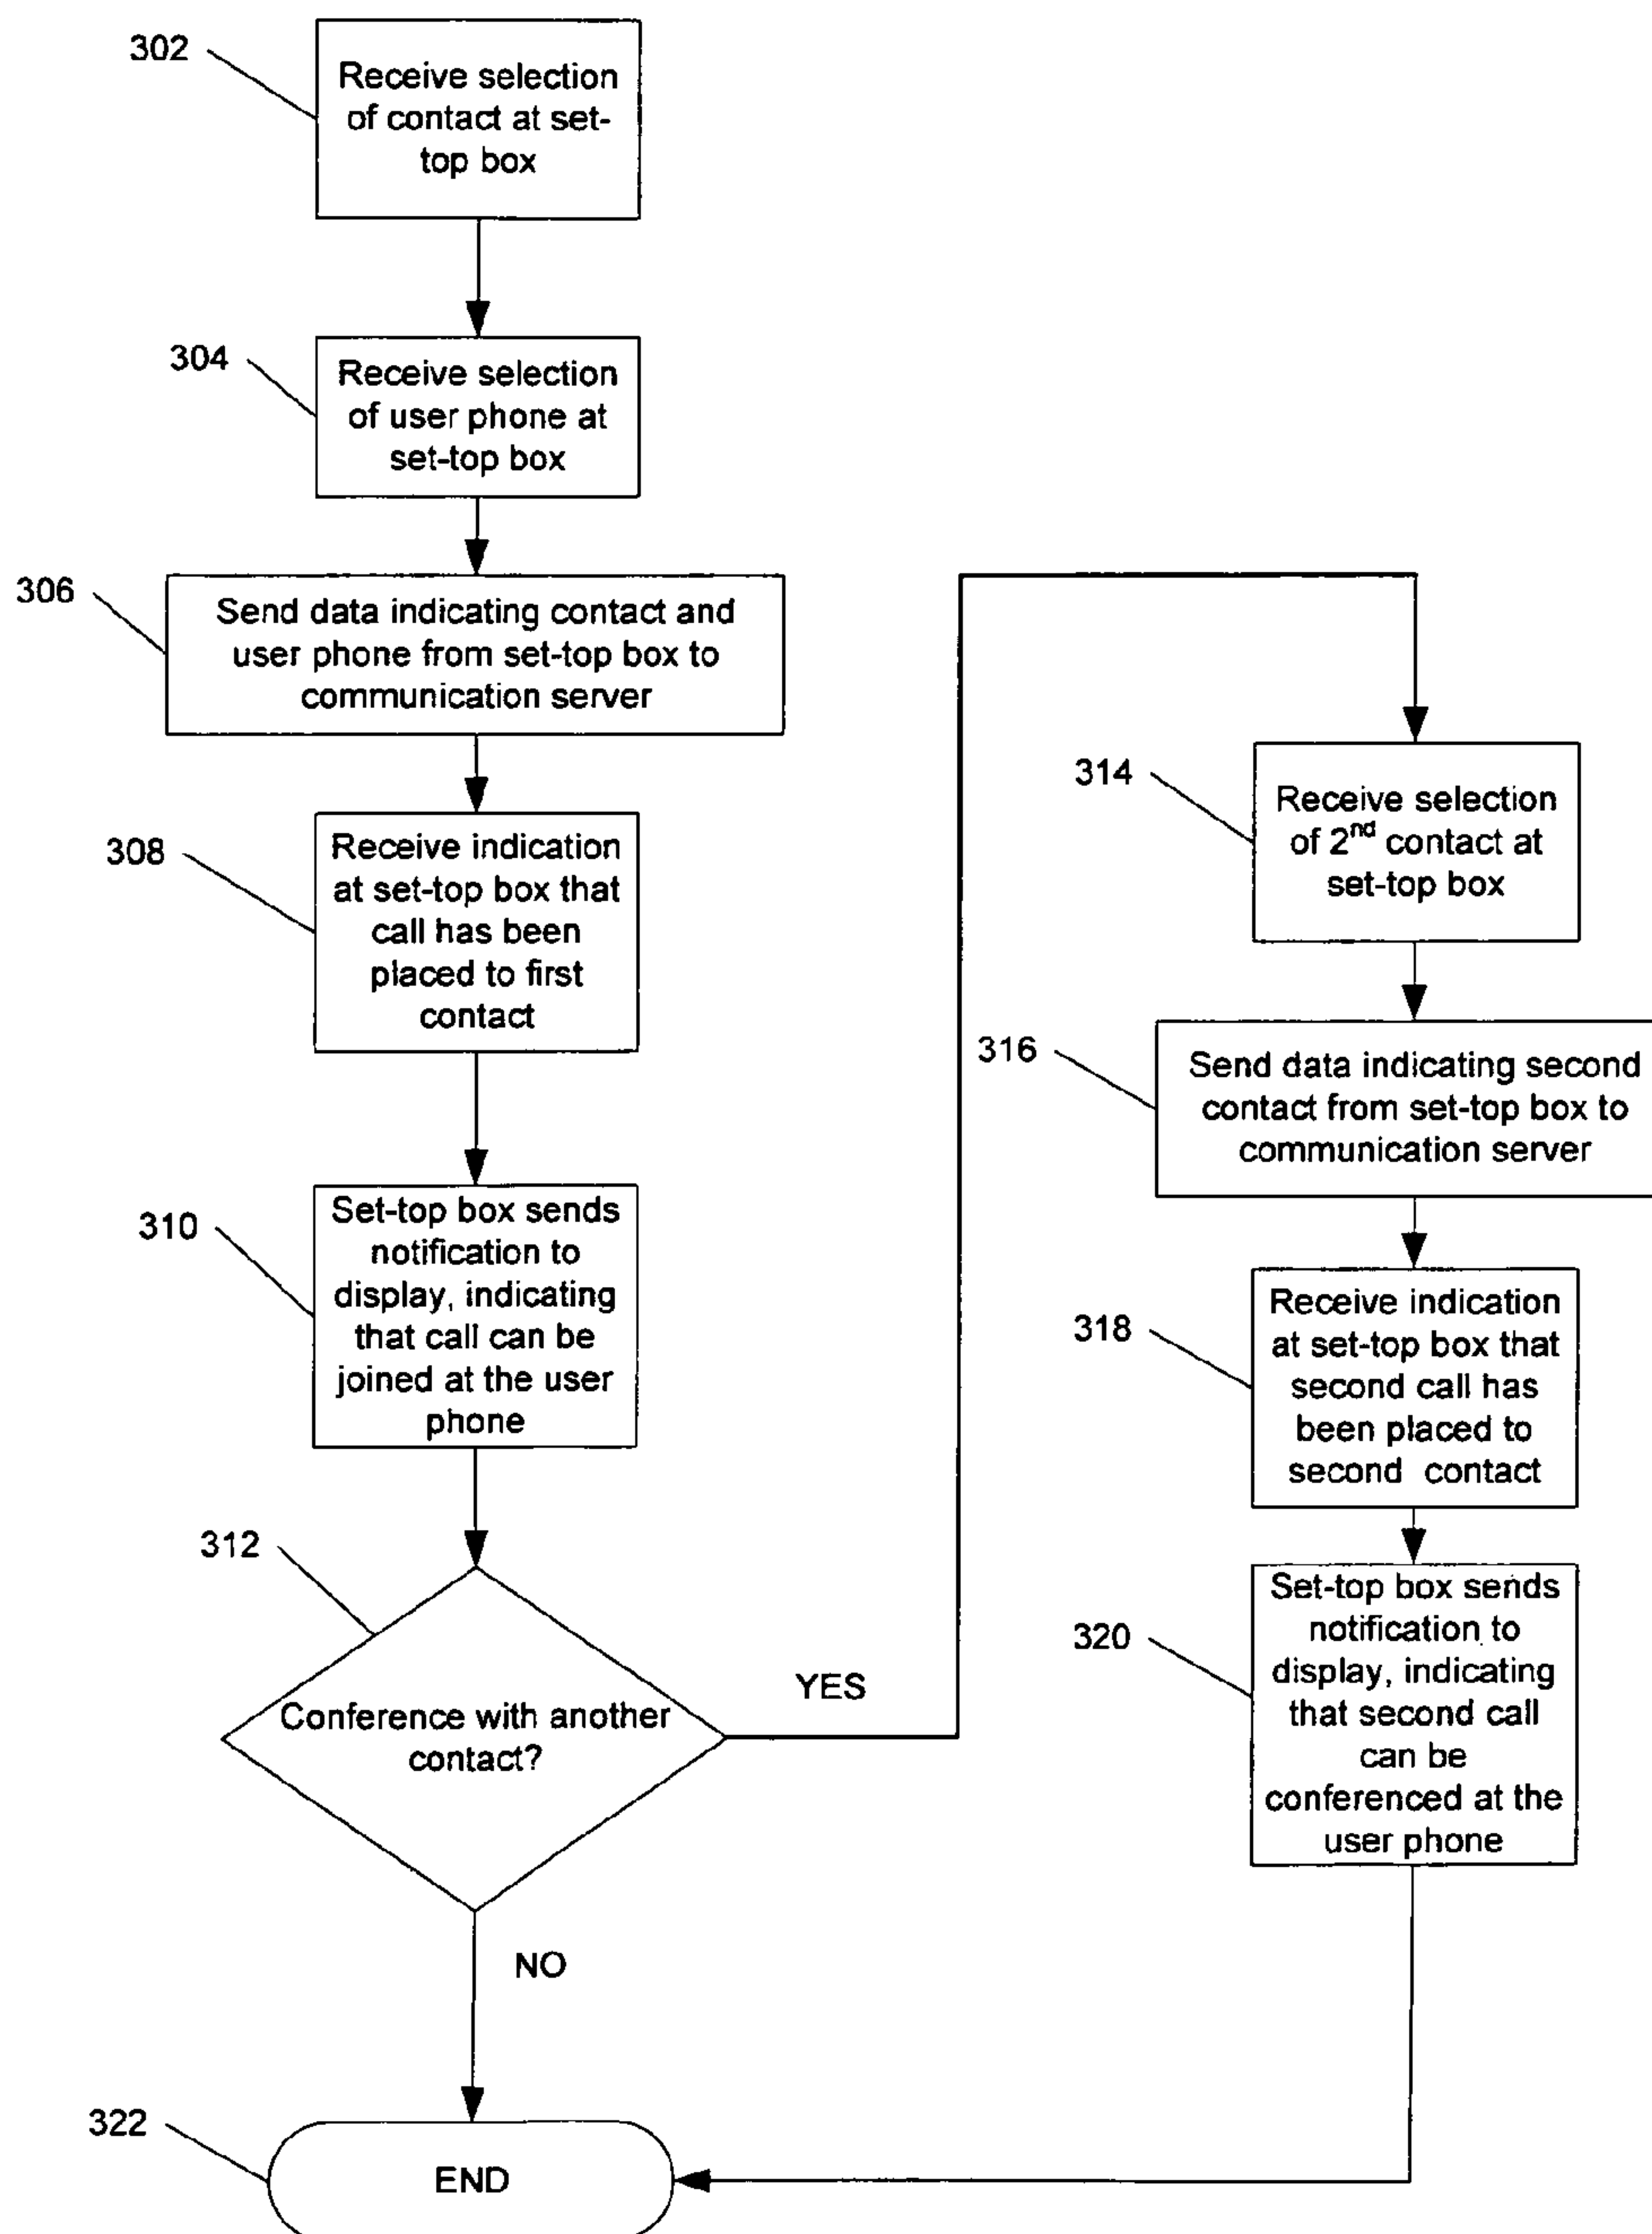 302
Receive selection
of contact at set-
top box
304
Receive selection
of user phone at
set-top box
306
Send data indicating contact and
user phone from set-top box to
communication server
308
Receive indication
at set-top box that
call has been
placed to first
contact
310
Set-top box sends
notification to
display, indicating
that call can be
joined at the user
phone
312
Conference with another
contact?
YES
NO
314
Receive selection
of 2nd contact at
set-top box
316
Send data indicating second
contact from set-top box to
communication server
318
Receive indication
at set-top box that
second call has
been placed to
second contact
320
Set-top box sends
notification to
display, indicating
that second call
can be
conferenced at the
user phone
322
END